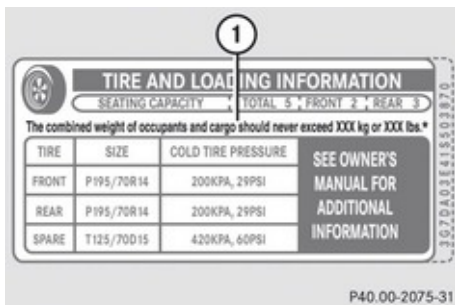 1
TIRE AND LOADING INFORMATION
SEATING CAPACITY TOTAL 5 FRONT 2 REAR 3
The combined weight of occupants and cargo should never exceed XXX kg or XXX lbs.*
TIRE SIZE COLD TIRE PRESSURE SEE OWNER'S
FRONT P195/70R14 200KPA, 29PSI MANUAL FOR
REAR P195/70R14 200KPA, 29PSI ADDITIONAL
SPARE T125/70D15 420KPA, 60PSI INFORMATION
P40.00-2075-31